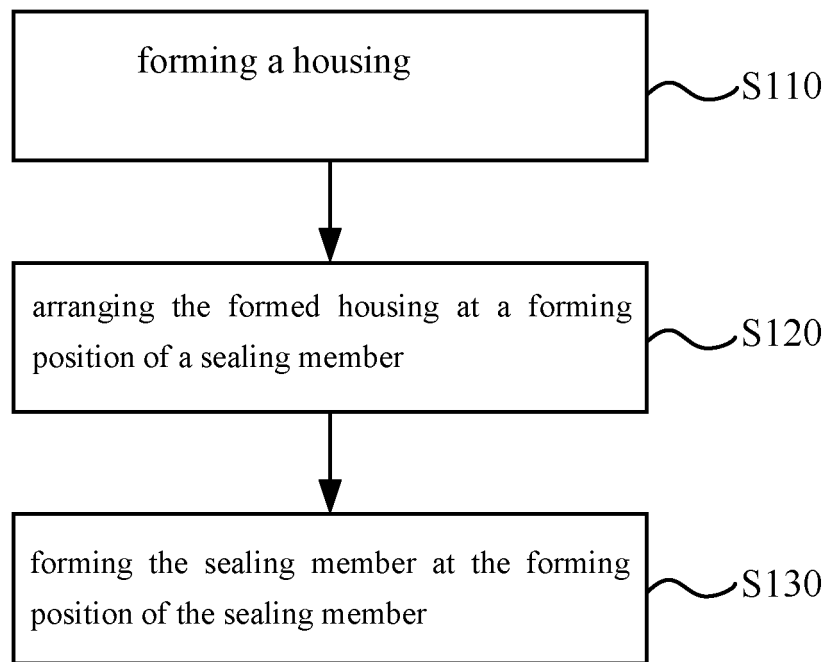 forming a housing
S110
arranging the formed housing at a forming
position of a sealing member
S120
forming the sealing member at the forming
position of the sealing member
S130